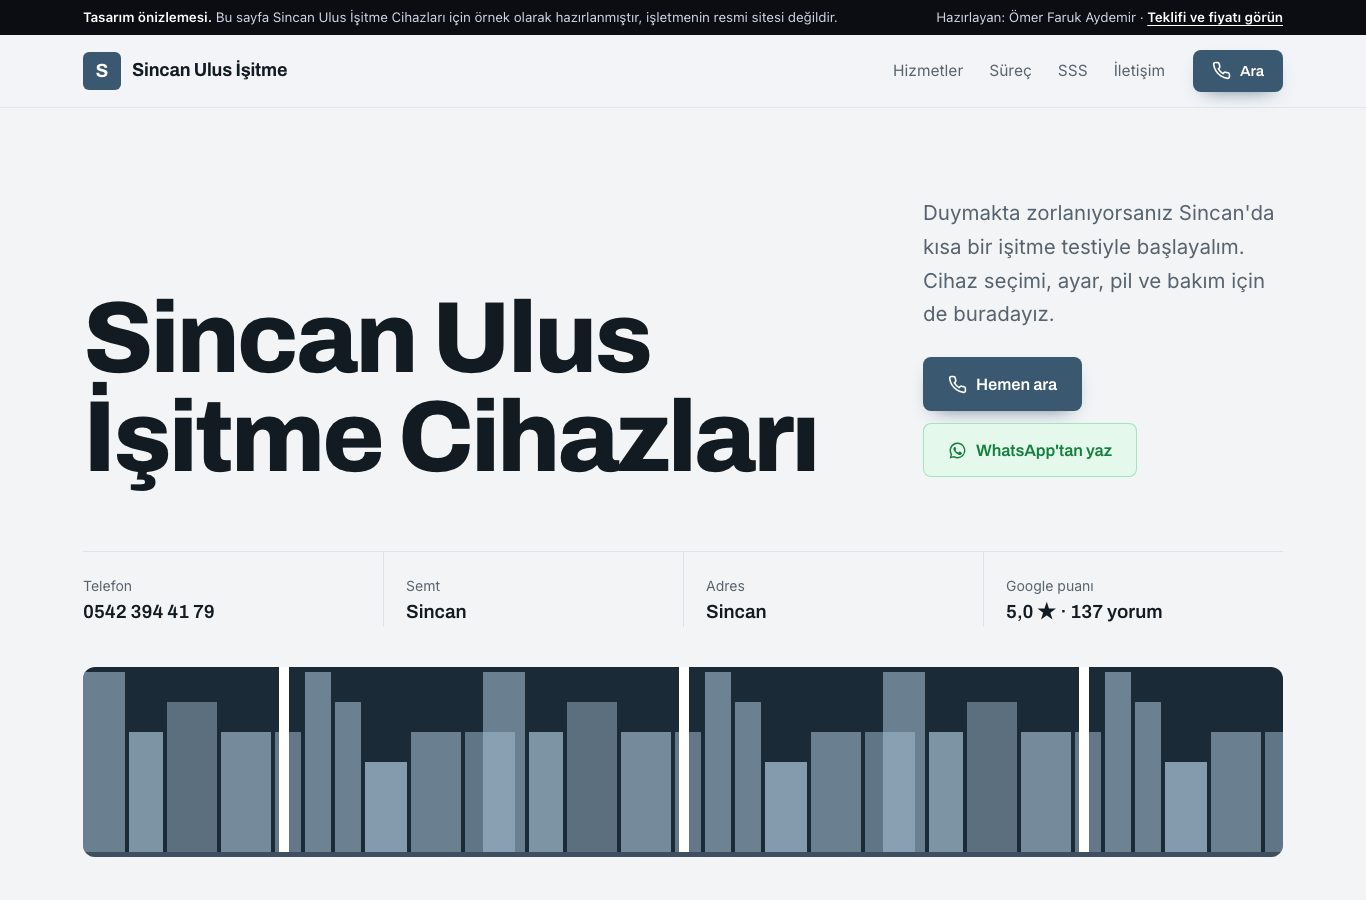 Tasarım önizlemesi. Bu sayfa Sincan Ulus İşitme Cihazları için örnek olarak hazırlanmıştır, işletmenin resmi sitesi değildir.
Hazırlayan: Ömer Faruk Aydemir · Teklifi ve fiyatı görün
S
Sincan Ulus İşitme
Hizmetler
Süreç
SSS
İletişim
Ara
Sincan Ulus
İşitme Cihazları
Duymakta zorlanıyorsanız Sincan'da
kısa bir işitme testiyle başlayalım.
Cihaz seçimi, ayar, pil ve bakım için
de buradayız.
Hemen ara
WhatsApp'tan yaz
Telefon
0542 394 41 79
Semt
Sincan
Adres
Sincan
Google puanı
5,0 ★ · 137 yorum